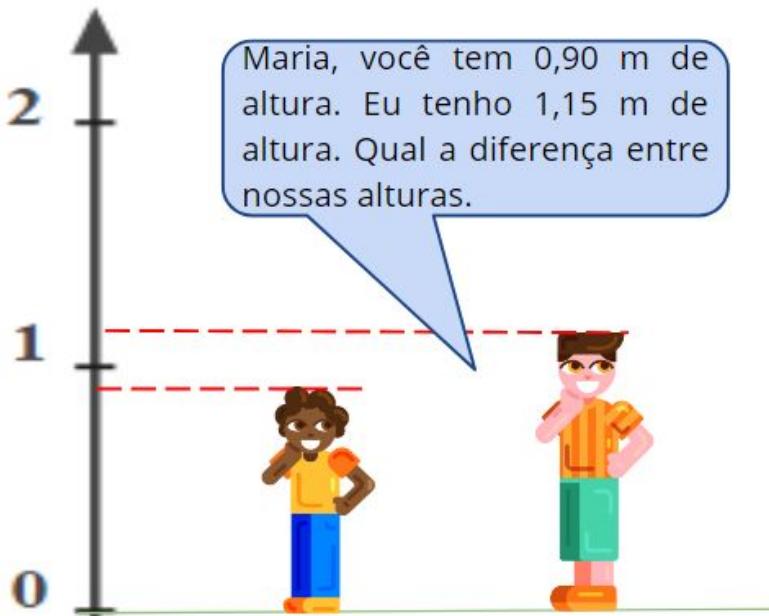 2
Maria, você tem 0,90 m de
altura. Eu tenho 1,15 m de
altura. Qual a diferença entre
nossas alturas.
1
0